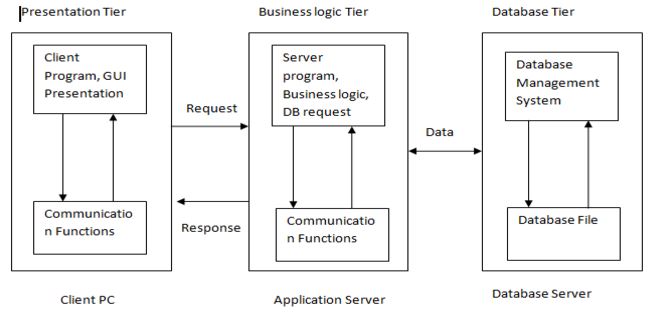 Presentation Tier
Business logic Tier
Database Tier
Client
Program, GUI
Presentation
Server
program,
Business logic,
DB request
Database
Management
System
Request
Data
Communicatio
n Functions
Response
Communicatio
n Functions
Database File
Client PC
Application Server
Database Server